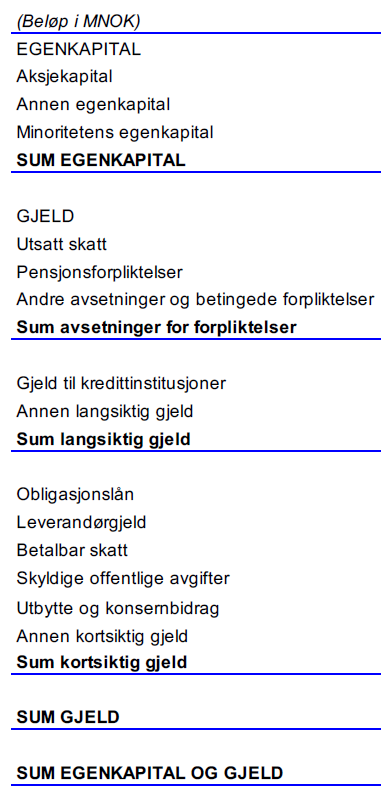 (Beløp i MNOK)
EGENKAPITAL
Aksjekapital
Annen egenkapital
Minoritetens egenkapital
SUM EGENKAPITAL
GJELD
Utsatt skatt
Pensjonsforpliktelser
Andre avsetninger og betingede forpliktelser
Sum avsetninger for forpliktelser
Gjeld til kredittinstitusjoner
Annen langsiktig gjeld
Sum langsiktig gjeld
Obligasjonslån
Leverandørgjeld
Betalbar skatt
Skyldige offentlige avgifter
Utbytte og konsernbidrag
Annen kortsiktig gjeld
Sum kortsiktig gjeld
SUM GJELD
SUM EGENKAPITAL OG GJELD